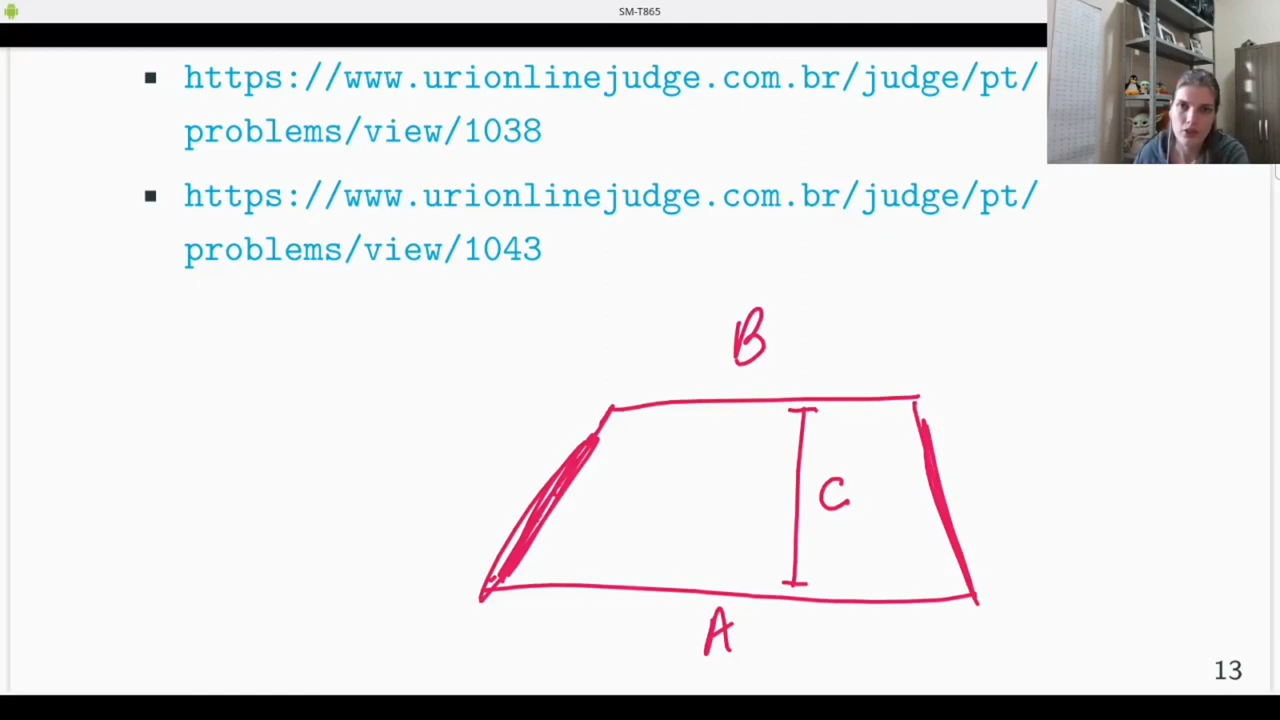 SM-T865
https://www.urionlinejudge.com.br/judge/pt/
problems/view/1038
https://www.urionlinejudge.com.br/judge/pt/
problems/view/1043
B
C
A
13